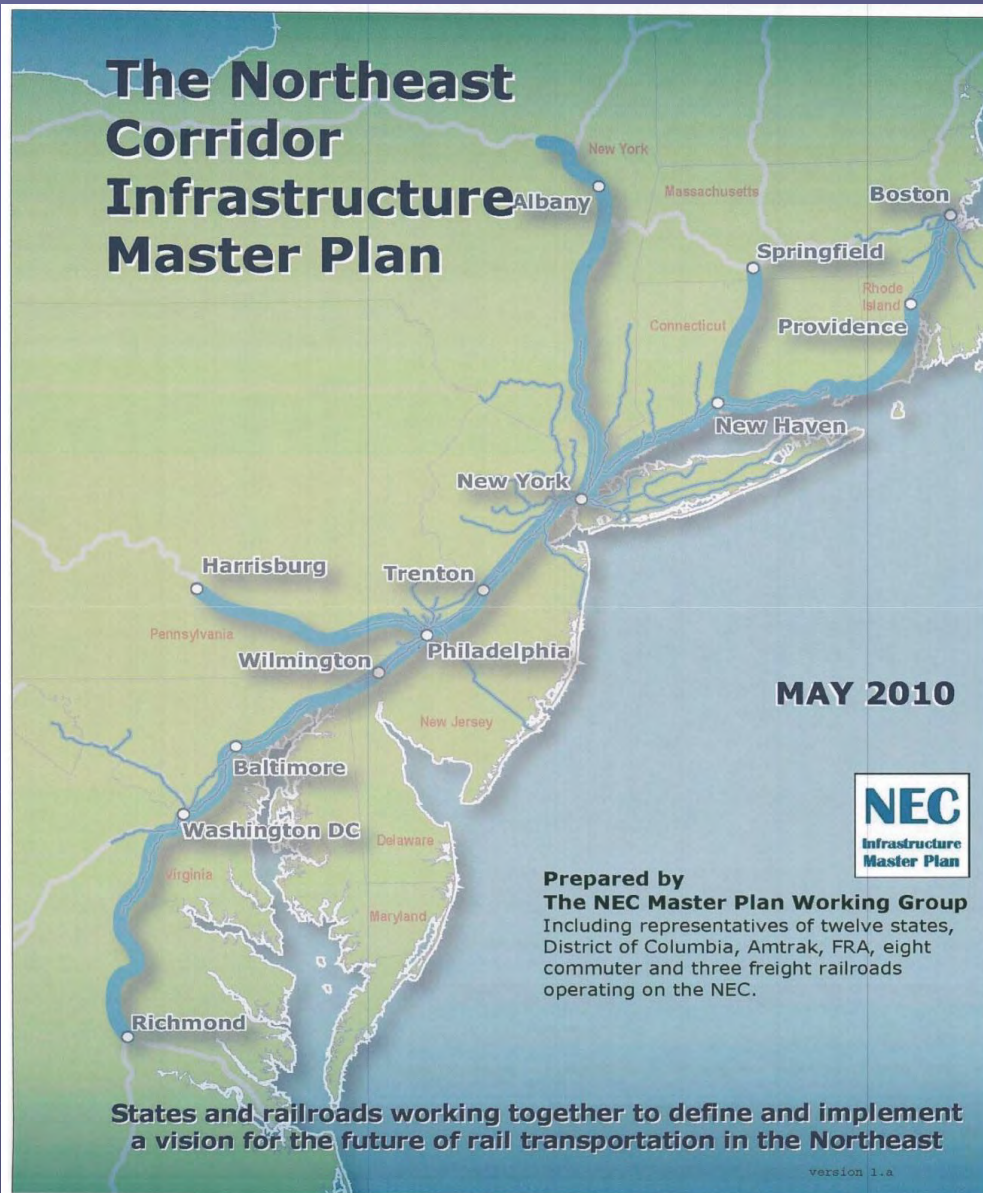 The Northeast
Corridor
Infrastructure
Master Plan
New York
Albany
Massachusetts
Boston
Springfield
Rhode
Island
Connecticut
Providence
New Haven
New York
Harrisburg
Trenton
Pennsylvania
Wilmington
Philadelphia
MAY 2010
New Jersey
Baltimore
Washington DC
Delaware
Virginia
Maryland
Richmond
NEC
Infrastructure
Master Plan
Prepared by
The NEC Master Plan Working Group
Including representatives of twelve states,
District of Columbia, Amtrak, FRA, eight
commuter and three freight railroads
operating on the NEC.
States and railroads working together to define and implement
a vision for the future of rail transportation in the Northeast
version 1.a